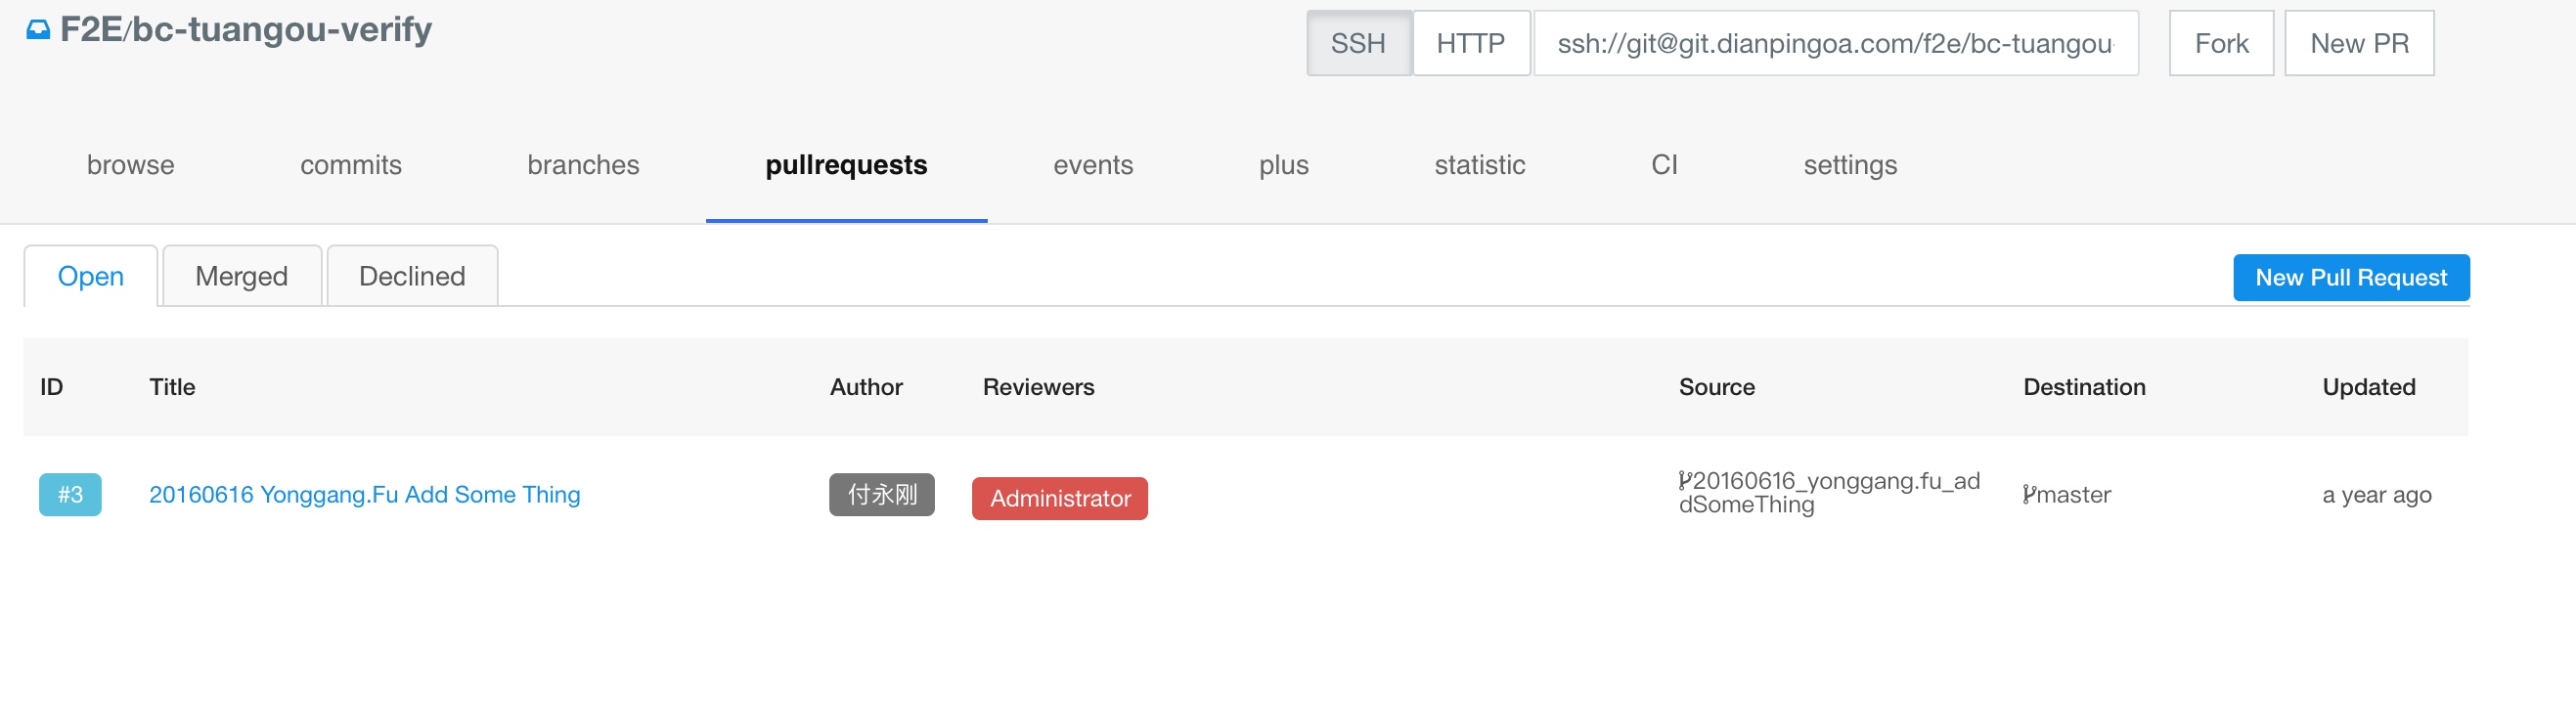 F2E/bc-tuangou-verify
SSH HTTP ssh://git@git.dianpingoa.com/f2e/bc-tuangou- Fork New PR
browse commits branches pullrequests events plus statistic CI settings
Open Merged Declined New Pull Request
ID Title Author Reviewers Source Destination Updated
#3 20160616 Yonggang.Fu Add Some Thing 付永刚 Administrator 20160616_yonggang.fu_ad master a year ago
dSomeThing